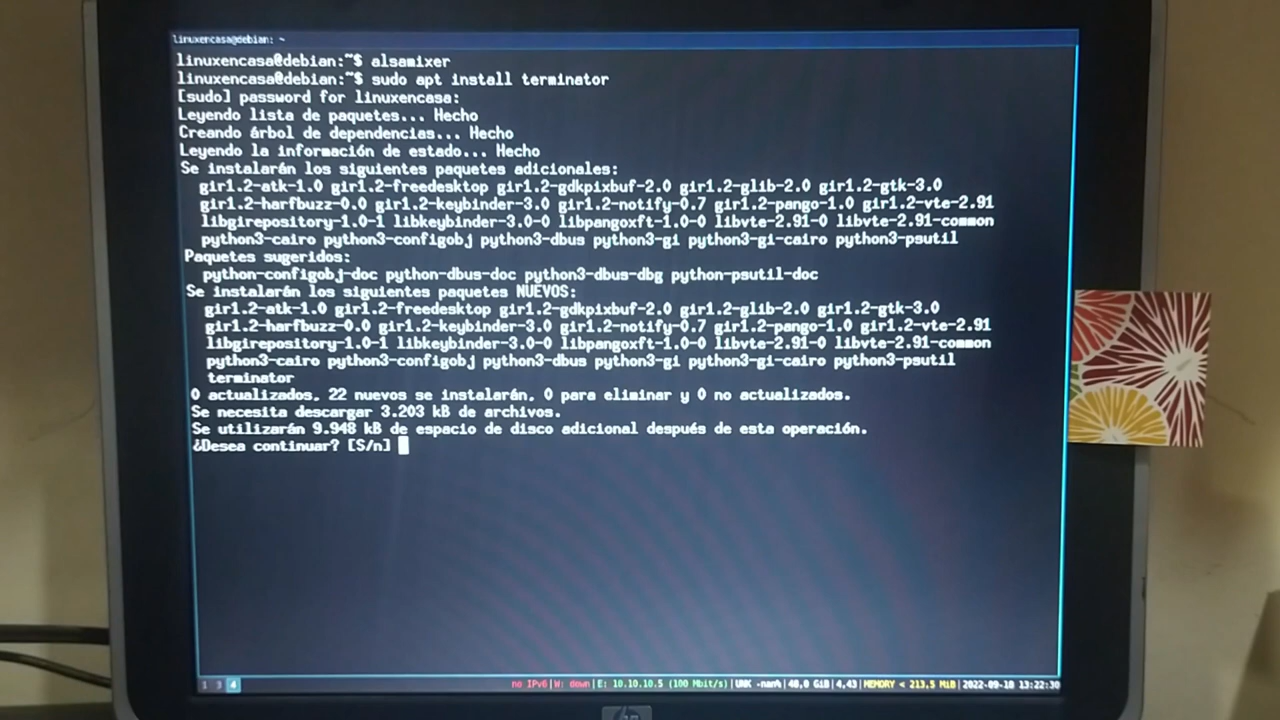 linuxencasa@debian: ~
linuxencasa@debian:~$ alsamixer
linuxencasa@debian:~$ sudo apt install terminator
[sudo] password for linuxencasa:
Leyendo lista de paquetes... Hecho
Creando árbol de dependencias... Hecho
Leyendo la información de estado... Hecho
Se instalarán los siguientes paquetes adicionales:
gir1.2-atk-1.0 gir1.2-freedesktop gir1.2-gdkpixbuf-2.0 gir1.2-glib-2.0 gir1.2-gtk-3.0
gir1.2-harfbuzz-0.0 gir1.2-keybinder-3.0 gir1.2-notify-0.7 gir1.2-pango-1.0 gir1.2-vte-2.91
libgirepository-1.0-1 libkeybinder-3.0-0 libpangoxft-1.0-0 libvte-2.91-0 libvte-2.91-common
python3-cairo python3-configobj python3-dbus python3-gi python3-gi-cairo python3-psutil
Paquetes sugeridos:
python-configobj-doc python-dbus-doc python3-dbus-dbg python-psutil-doc
Se instalarán los siguientes paquetes NUEVOS:
gir1.2-atk-1.0 gir1.2-freedesktop gir1.2-gdkpixbuf-2.0 gir1.2-glib-2.0 gir1.2-gtk-3.0
gir1.2-harfbuzz-0.0 gir1.2-keybinder-3.0 gir1.2-notify-0.7 gir1.2-pango-1.0 gir1.2-vte-2.91
libgirepository-1.0-1 libkeybinder-3.0-0 libpangoxft-1.0-0 libvte-2.91-0 libvte-2.91-common
python3-cairo python3-configobj python3-dbus python3-gi python3-gi-cairo python3-psutil
terminator
0 actualizados, 22 nuevos se instalarán, 0 para eliminar y 0 no actualizados.
Se necesita descargar 3.203 kB de archivos.
Se utilizarán 9.948 kB de espacio de disco adicional después de esta operación.
¿Desea continuar? [S/n]
1 3 4 no IPv6|W: down|E: 10.10.10.5 (100 Mbit/s)|UNK -nan%|48,0 GiB|4,43|MEMORY < 213,5 MiB|2022-09-18 13:22:30
hp